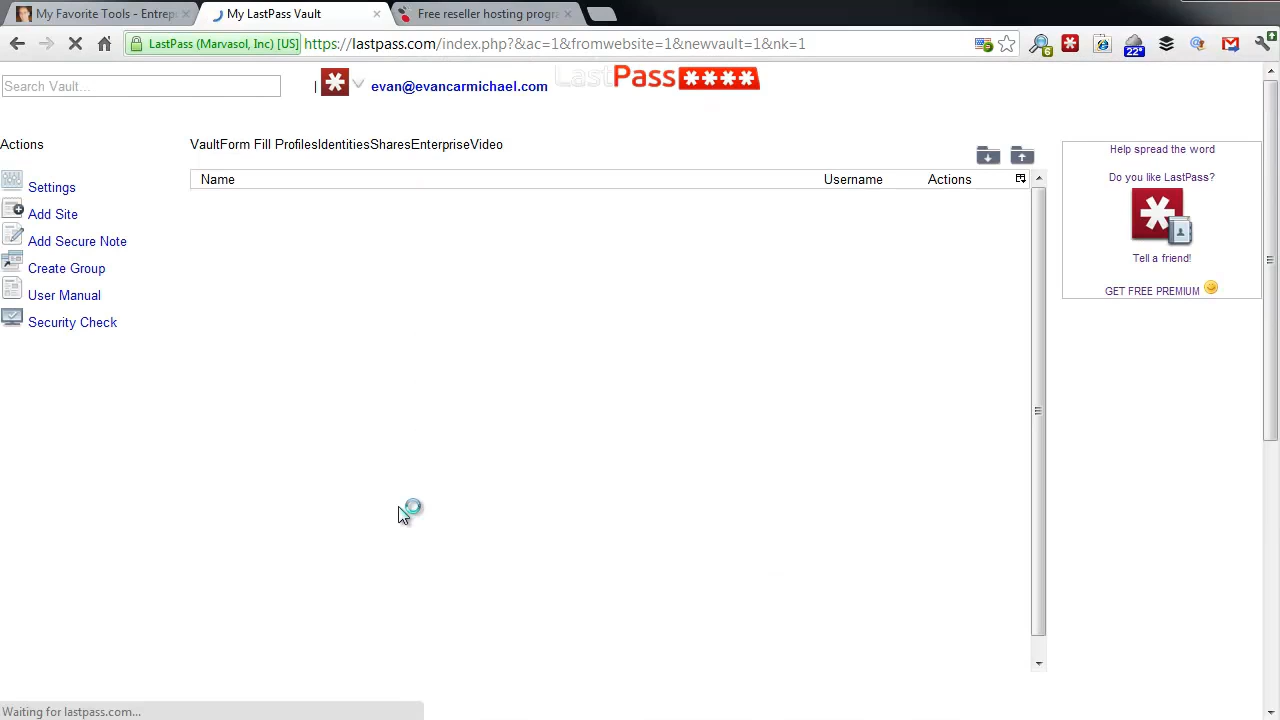 My Favorite Tools - Entrep
My LastPass Vault
Free reseller hosting progra
LastPass (Marvasol, Inc) [US]
https://lastpass.com/index.php?&ac=1&fromwebsite=1&newvault=1&nk=1
6
22°
Search Vault...
evan@evancarmichael.com
LastPass ****
Actions
VaultForm Fill ProfilesIdentitiesSharesEnterpriseVideo
Name
Username
Actions
Settings
Add Site
Add Secure Note
Create Group
User Manual
Security Check
Help spread the word
Do you like LastPass?
Tell a friend!
GET FREE PREMIUM
Waiting for lastpass.com...